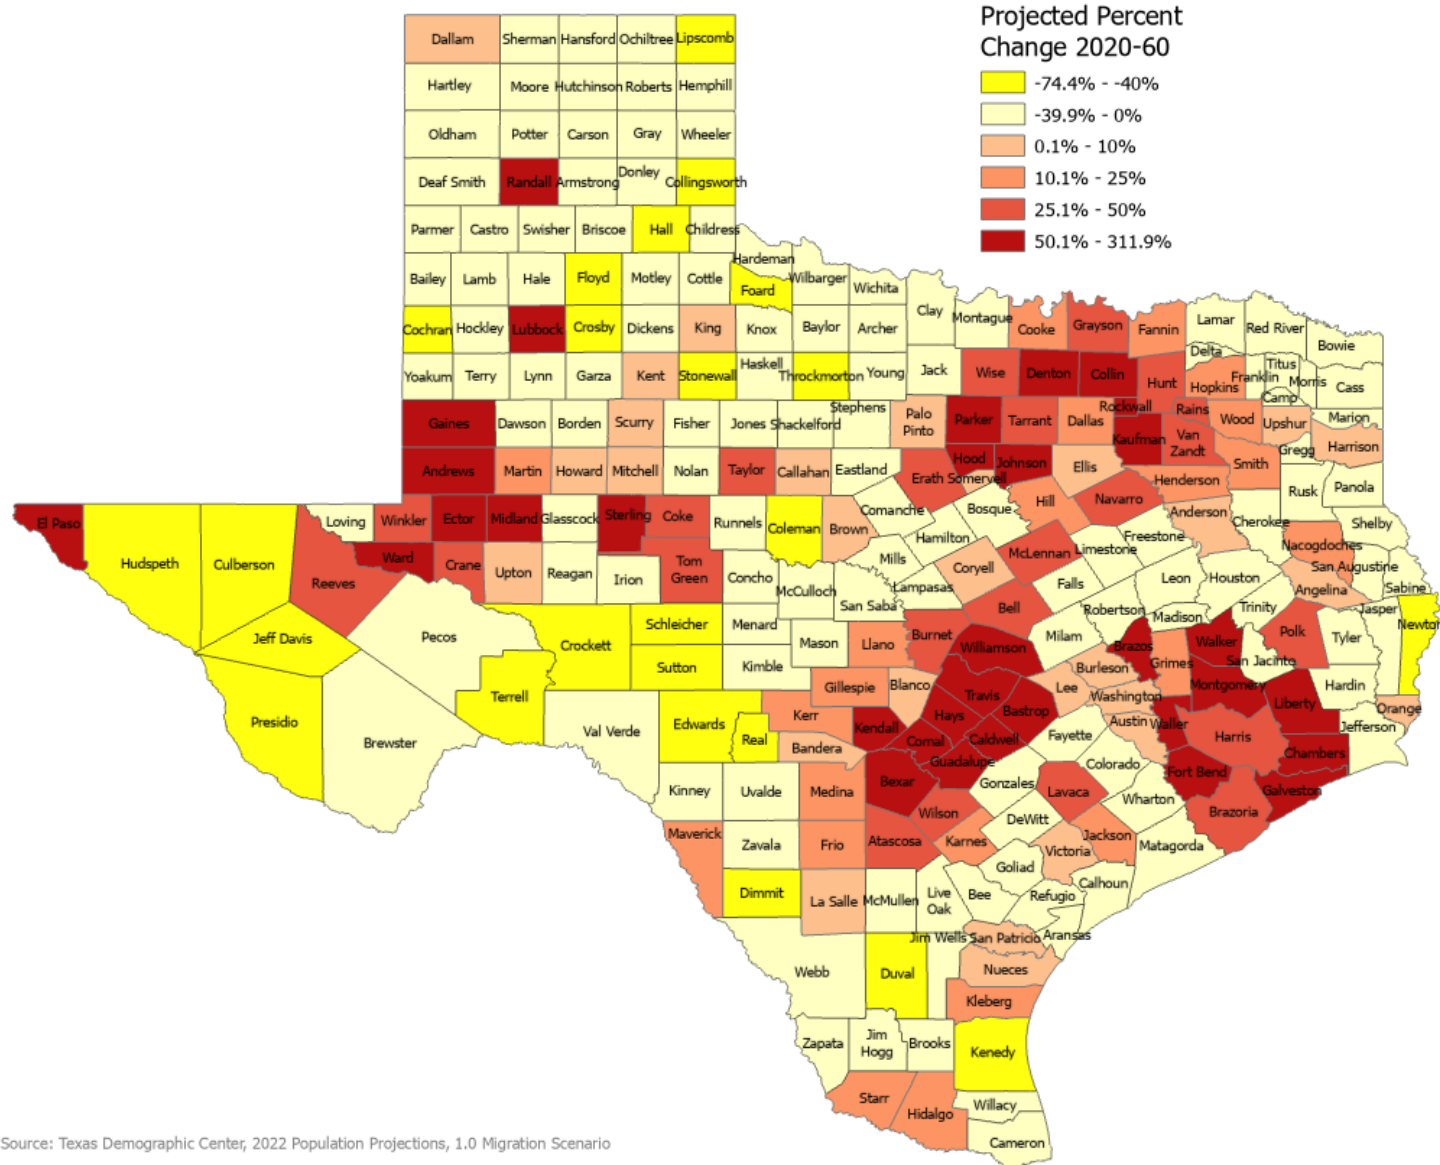 Projected Percent
Change 2020-60
-74.4% - -40%
-39.9% - 0%
0.1% - 10%
10.1% - 25%
25.1% - 50%
50.1% - 311.9%
Dallam Sherman Hansford Ochiltree Lipscomb
Hartley Moore Hutchinson Roberts Hemphill
Oldham Potter Carson Gray Wheeler
Deaf Smith Randall Armstrong Donley Collingsworth
Parmer Castro Swisher Briscoe Hall Childress
Hardeman
Bailey Lamb Hale Floyd Motley Cottle Foard Wilbarger Wichita
Clay Montague Cooke Grayson Fannin Lamar Red River Bowie
Cochran Hockley Lubbock Crosby Dickens King Knox Baylor Archer
Delta Titus
Yoakum Terry Lynn Garza Kent Stonewall Haskell Throckmorton Young Jack Wise Denton Collin Hunt Hopkins Franklin Morris Cass
Camp
Gaines Dawson Borden Scurry Fisher Jones Shackelford Stephens Palo
Pinto Parker Tarrant Dallas Rockwall Rains Wood Upshur Marion
Kaufman Van
Zandt Gregg Harrison
Andrews Martin Howard Mitchell Nolan Taylor Callahan Eastland Erath Hood Somervell Johnson Ellis Henderson Smith Rusk Panola
El Paso Hudspeth Culberson Loving Winkler Ector Midland Glasscock Sterling Coke Runnels Coleman Brown Comanche Bosque Hill Navarro Anderson Cherokee Shelby
Hamilton Freestone Nacogdoches
Reeves Ward Crane Upton Reagan Irion Tom
Green Concho McCulloch Mills Lampasas Coryell McLennan Limestone Falls Leon Houston San Augustine Angelina Sabine
Jeff Davis Pecos Crockett Schleicher Menard San Saba Burnet Bell Robertson Madison Trinity Polk Jasper Newton
Milam Tyler
Sutton Kimble Mason Llano Williamson Brazos Grimes Walker San Jacinto
Presidio Brewster Terrell Gillespie Blanco Travis Burleson Lee Washington Montgomery Liberty Hardin
Val Verde Edwards Real Kerr Bandera Kendall Hays Bastrop Comal Caldwell Fayette Austin Waller Harris Orange Jefferson
Guadalupe Colorado Chambers
Kinney Uvalde Medina Bexar Gonzales Lavaca Wharton Fort Bend Galveston
Wilson DeWitt Brazoria
Maverick Zavala Frio Atascosa Karnes Victoria Jackson Matagorda
Goliad Calhoun
Dimmit La Salle McMullen Live
Oak Bee Refugio
Jim Wells San Patricio Aransas
Webb Duval Nueces
Kleberg
Zapata Jim
Hogg Brooks Kenedy
Starr Hidalgo Willacy
Cameron
Source: Texas Demographic Center, 2022 Population Projections, 1.0 Migration Scenario